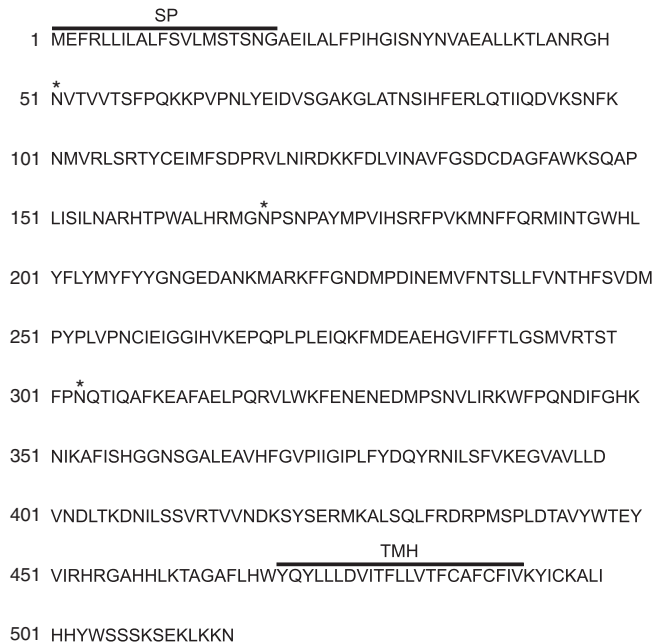 SP
1 MEFRLLILALFSVLMSTSNGAEILALFPIHGISNYNVAEALLKTLANRGH
*
51 NVTVVTSFPQKKPVPNLYEIDVSGAKGLATNSIHFERLQTIIQDVKSNFK
101 NMVRLSRTYCEIMFSDPRVLNIRDKKFDLVINAVFGSDCDAGFAWKSQAP
*
151 LISILNARHTPWALHRMGNPSNPAYMPVIHSRFPVKMNFFQRMINTGWHL
201 YFLYMYFYYGNGEDANKMARKFFGNDMPDINEMVFNTSLLFVNTHFSVDM
251 PYPLVPNCIEIGGIHVKEPQPLPLEIQKFMDEAEHGVIFFTLGSMVRTST
*
301 FPNQTIQAFKEAFAELPQRVLWKFENENEDMPSNVLIRKWFPQNDIFGHK
351 NIKAFISHGGNSGALEAVHFGVPIIGIPLFYDQYRNILSFVKEGVAVLLD
401 VNDLTKDNILSSVRTVVNDKSYSERMKALSQLFRDRPMSPLDTAVYWTEY
TMH
451 VIRHRGAHHLKTAGAFLHWYQYLLLDVITFLLVTFCAFCFIVKYICKALI
501 HHYWSSSKSEKLKKN